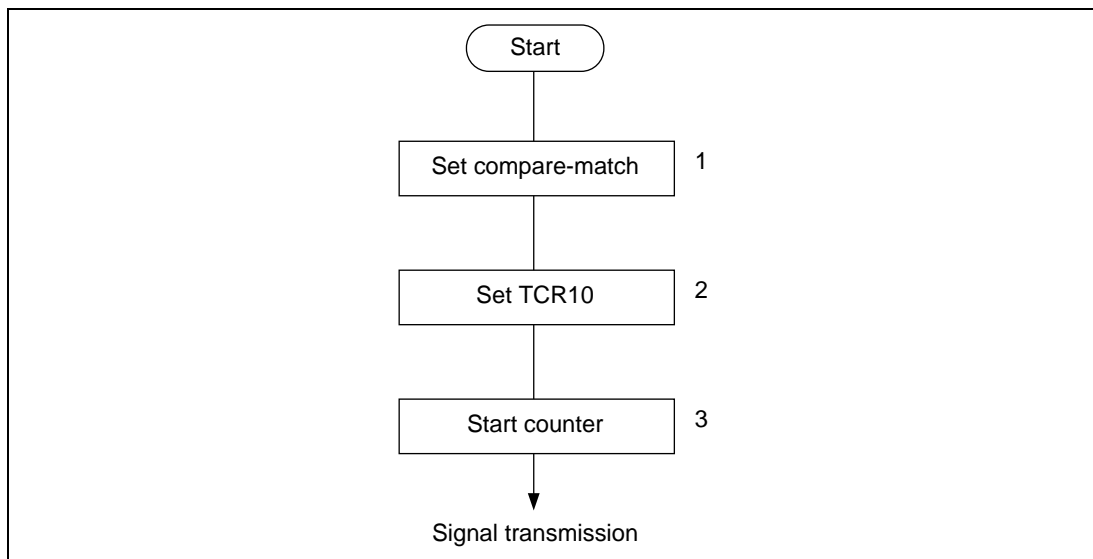 Start
Set compare-match 1
Set TCR10 2
Start counter 3
Signal transmission